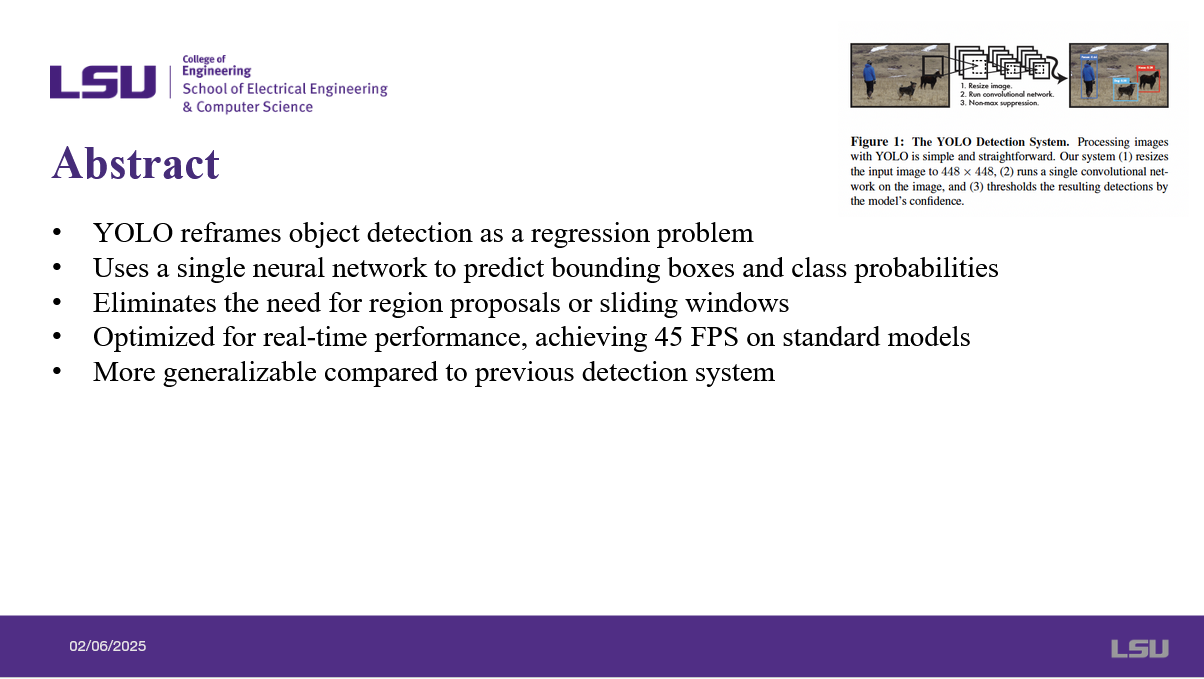 LSU
College of
Engineering
School of Electrical Engineering
& Computer Science
1. Resize image.
2. Run convolutional network.
3. Non-max suppression.
Figure 1: The YOLO Detection System. Processing images
with YOLO is simple and straightforward. Our system (1) resizes
the input image to 448 × 448, (2) runs a single convolutional net-
work on the image, and (3) thresholds the resulting detections by
the model's confidence.
Abstract
• YOLO reframes object detection as a regression problem
• Uses a single neural network to predict bounding boxes and class probabilities
• Eliminates the need for region proposals or sliding windows
• Optimized for real-time performance, achieving 45 FPS on standard models
• More generalizable compared to previous detection system
02/06/2025
LSU